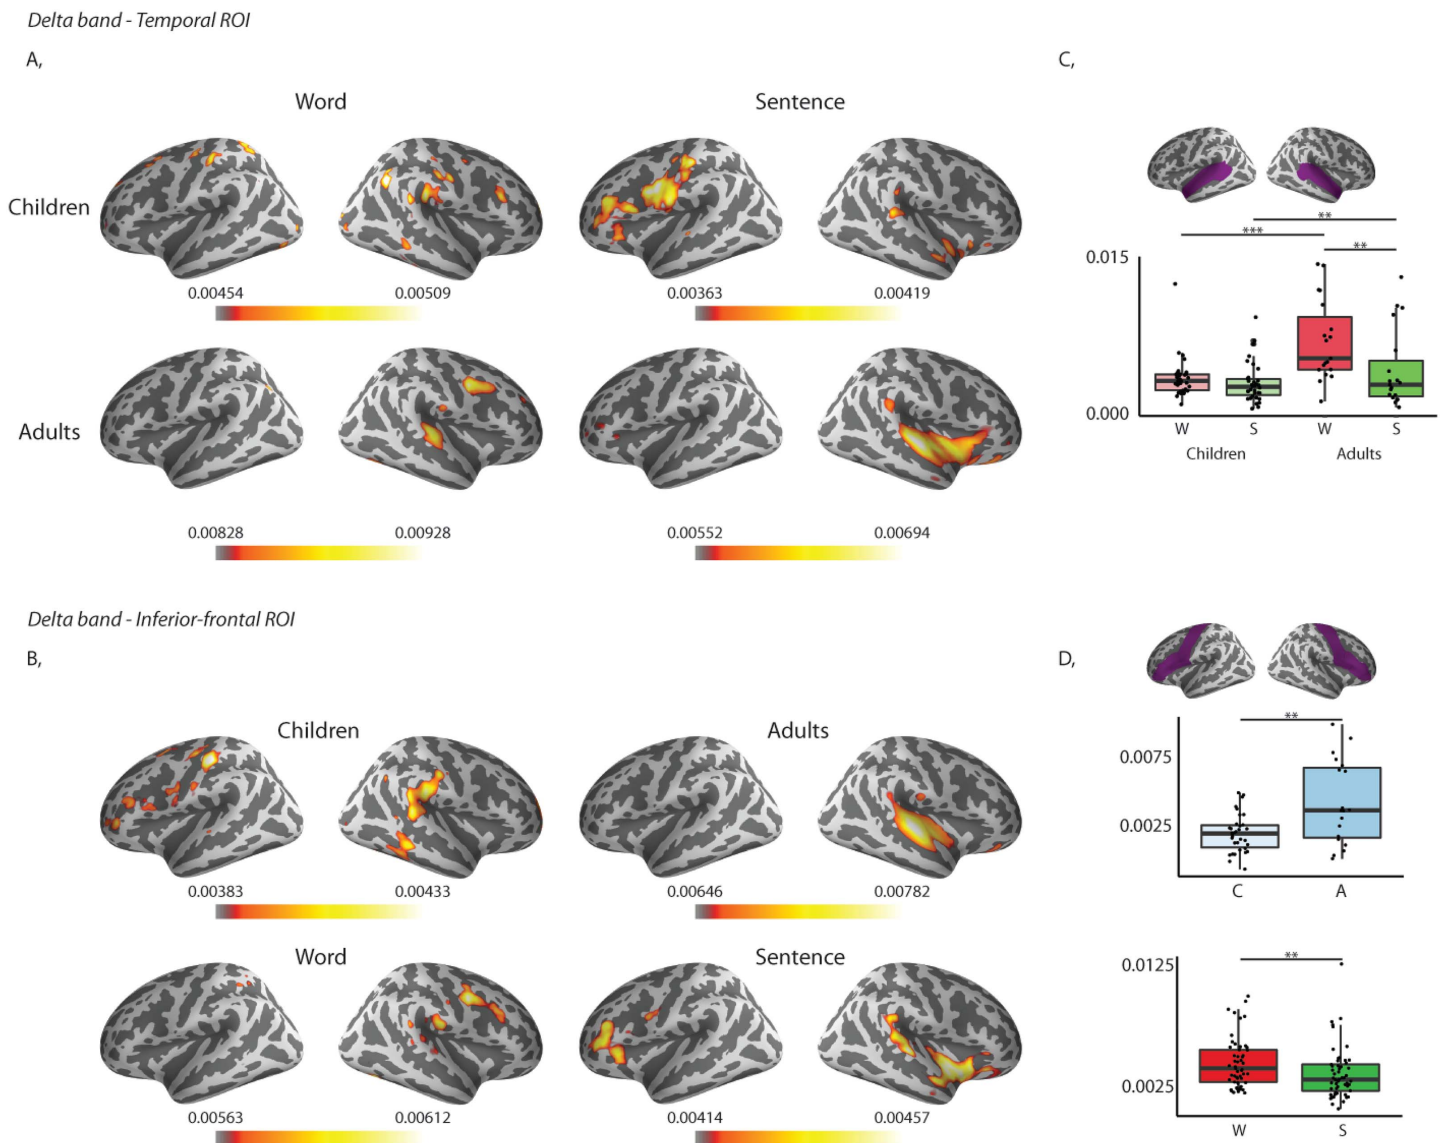 Delta band - Temporal ROI
A,
C,
Word
Sentence
Children
0.00454
0.00509
0.00363
0.00419
Adults
0.00828
0.00928
0.00552
0.00694
**
***
**
0.015
0.000
W
S
W
S
Children
Adults
Delta band - Inferior-frontal ROI
B,
D,
Children
Adults
0.00383
0.00433
0.00646
0.00782
Word
Sentence
0.00563
0.00612
0.00414
0.00457
**
0.0075
0.0025
C
A
**
0.0125
0.0025
W
S